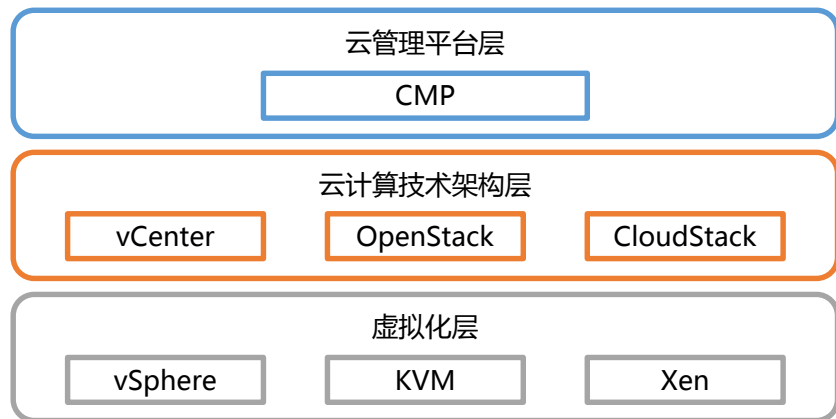 云管理平台层
CMP
云计算技术架构层
vCenter
OpenStack
CloudStack
虚拟化层
vSphere
KVM
Xen